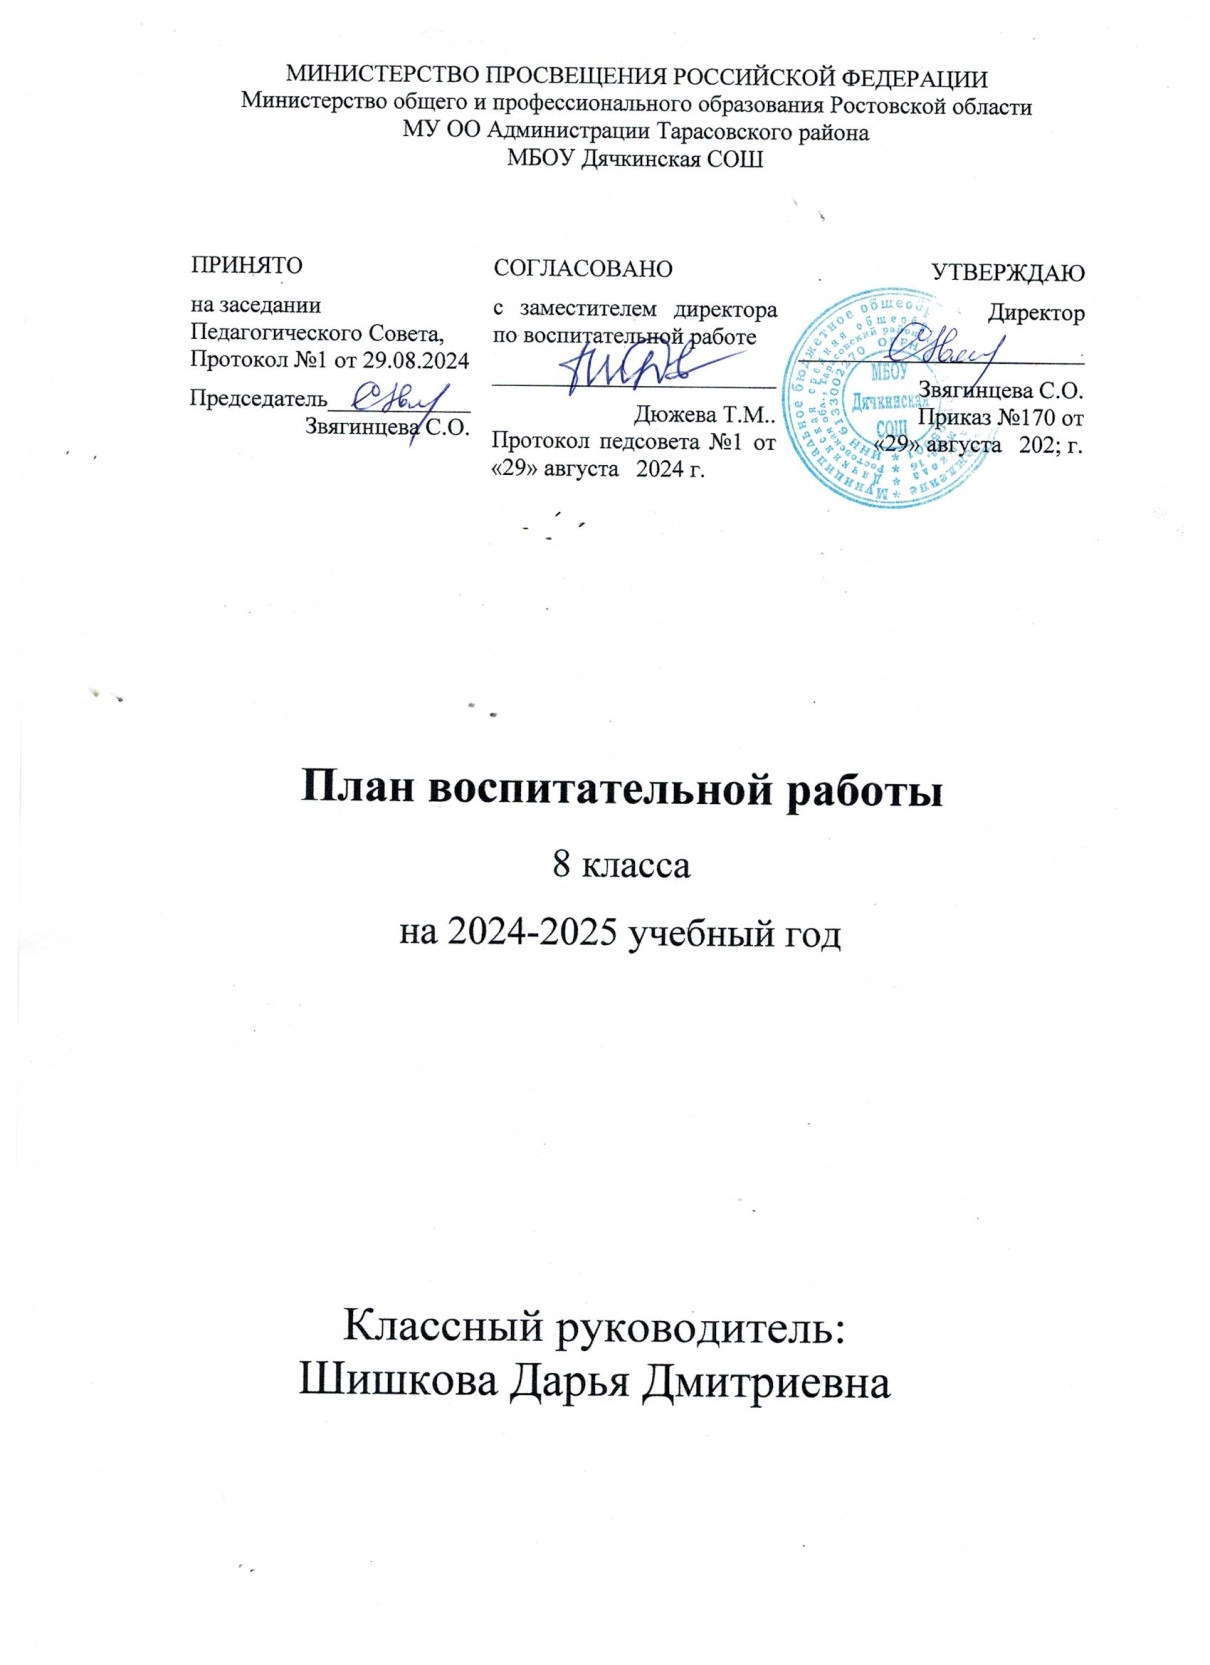 МИНИСТЕРСТВО ПРОСВЕЩЕНИЯ РОССИЙСКОЙ ФЕДЕРАЦИИ
Министерство общего и профессионального образования Ростовской области
МУ ОО Администрации Тарасовского района
МБОУ Дячкинская СОШ
ПРИНЯТО
на заседании
Педагогического Совета,
Протокол №1 от 29.08.2024
Председатель____________
Звягинцева С.О.
СОГЛАСОВАНО
с заместителем директора
по воспитательной работе
Дюжева Т.М..
Протокол педсовета №1 от
«29» августа 2024 г.
УТВЕРЖДАЮ
Директор
Звягинцева С.О.
Приказ №170 от
«29» августа 202; г.
МБОУ
Дячкинская
СОШ
План воспитательной работы
8 класса
на 2024-2025 учебный год
Классный руководитель:
Шишкова Дарья Дмитриевна